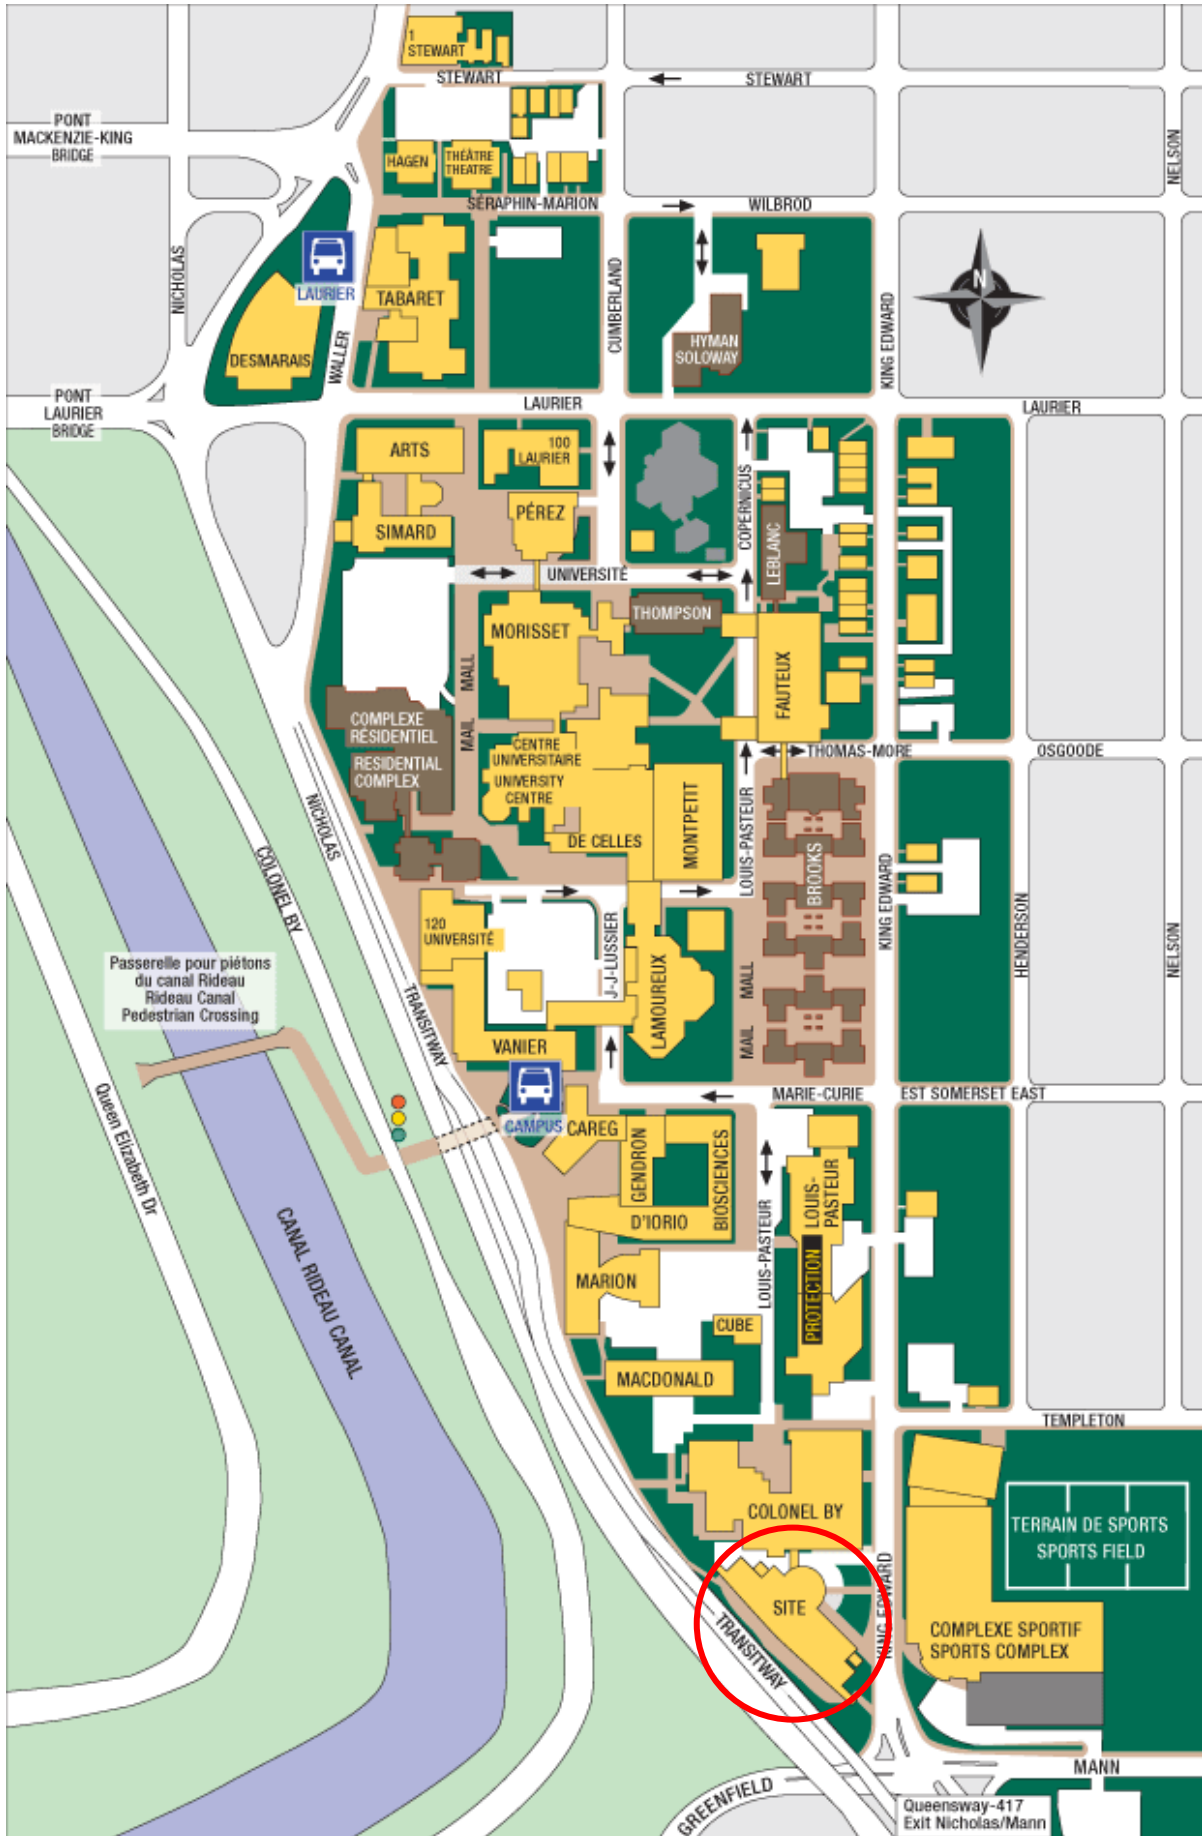 1
STEWART
STEWART
STEWART
PONT
MACKENZIE-KING
BRIDGE
HAGEN
THÉÂTRE
THEATRE
NELSON
SÉRAPHIN-MARION
WILBROD
NICHOLAS
LAURIER
TABARET
CUMBERLAND
HYMAN
SOLOWAY
KING EDWARD
N
DESMARAIS
WALLER
PONT
LAURIER
BRIDGE
LAURIER
LAURIER
ARTS
100
LAURIER
PÉREZ
SIMARD
COPERNICUS
LEBLANC
UNIVERSITÉ
THOMPSON
MORISSET
MALL
MAIL
FAUTEUX
COMPLEXE
RÉSIDENTIEL
RESIDENTIAL
COMPLEX
CENTRE
UNIVERSITAIRE
UNIVERSITY
CENTRE
THOMAS-MORE
OSGOODE
DE CELLES
MONTPETIT
LOUIS-PASTEUR
BROOKS
NICHOLAS
COLONEL BY
KING EDWARD
HENDERSON
NELSON
120
UNIVERSITÉ
J-J-LUSSIER
LAMOUREUX
MALL
MAIL
Passerelle pour piétons
du canal Rideau
Rideau Canal
Pedestrian Crossing
TRANSITWAY
VANIER
Queen Elizabeth Dr
CAMPUS
CAREG
MARIE-CURIE
EST SOMERSET EAST
GENDRON
BIOSCIENCES
D'IORIO
LOUIS-PASTEUR
LOUIS-
PASTEUR
PROTECTION
CANAL RIDEAU CANAL
MARION
CUBE
MACDONALD
TEMPLETON
COLONEL BY
TERRAIN DE SPORTS
SPORTS FIELD
SITE
KING EDWARD
TRANSITWAY
COMPLEXE SPORTIF
SPORTS COMPLEX
MANN
GREENFIELD
Queensway-417
Exit Nicholas/Mann